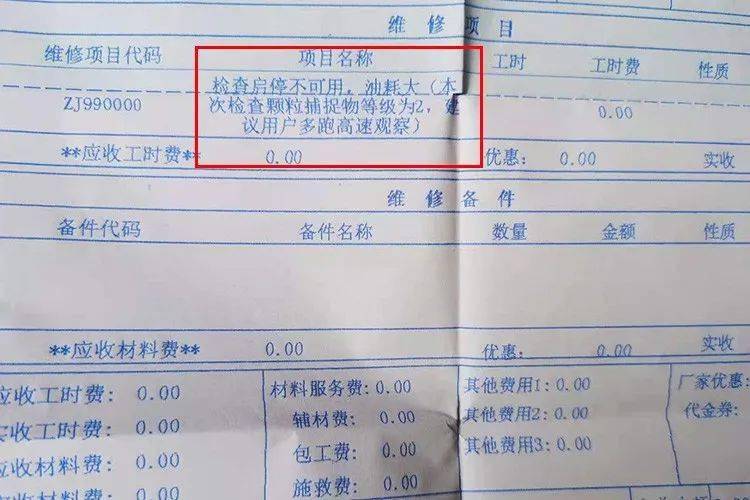 维修项目
维修项目代码 项目名称 工时 工时费 性质
检查启停不可用，油耗大（本
ZJ990000 次检查颗粒捕捉物等级为2，建 0.00
议用户多跑高速观察）
**应收工时费** 0.00 优惠: 0.00 实收
维修备件
备件代码 备件名称 数量 金额 性质
**应收材料费** 0.00 优惠: 0.00 实收
应收工时费: 0.00 材料服务费: 0.00 其他费用1: 0.00 厂家优惠:
实收工时费: 0.00 辅材费: 0.00 其他费用2: 0.00 代金券:
应收材料费: 0.00 包工费: 0.00 其他费用3: 0.00
实收材料费: 0.00 施救费: 0.00